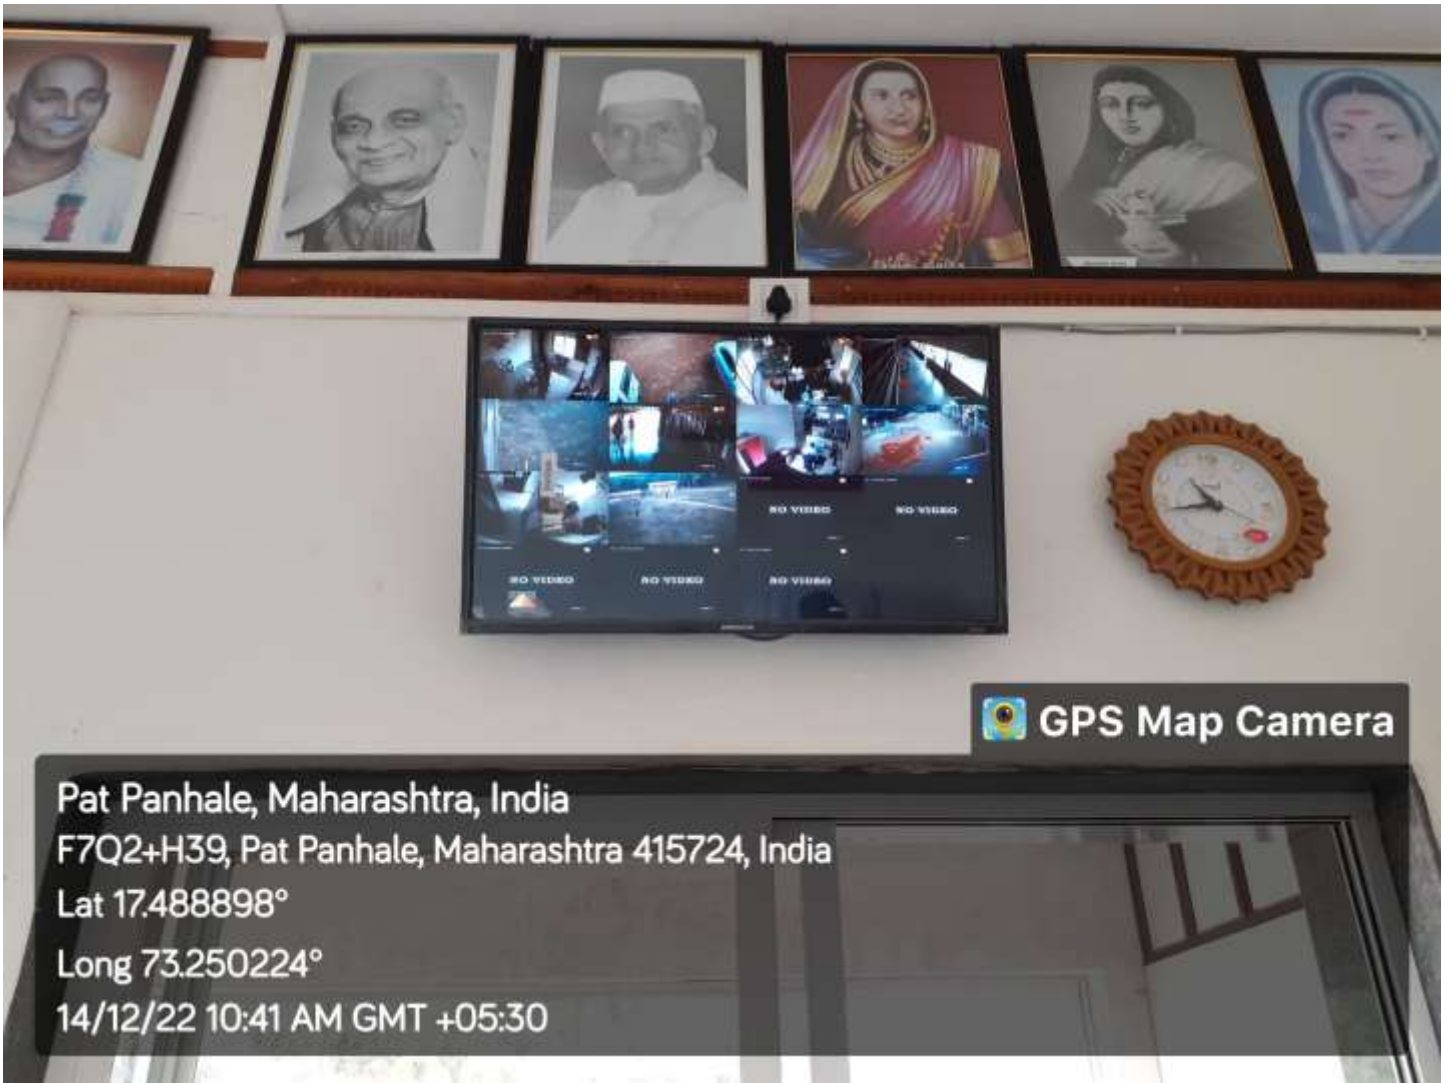 NO VIDEO
NO VIDEO
NO VIDEO
NO VIDEO
NO VIDEO
GPS Map Camera
Pat Panhale, Maharashtra, India
F7Q2+H39, Pat Panhale, Maharashtra 415724, India
Lat 17.488898°
Long 73.250224°
14/12/22 10:41 AM GMT +05:30